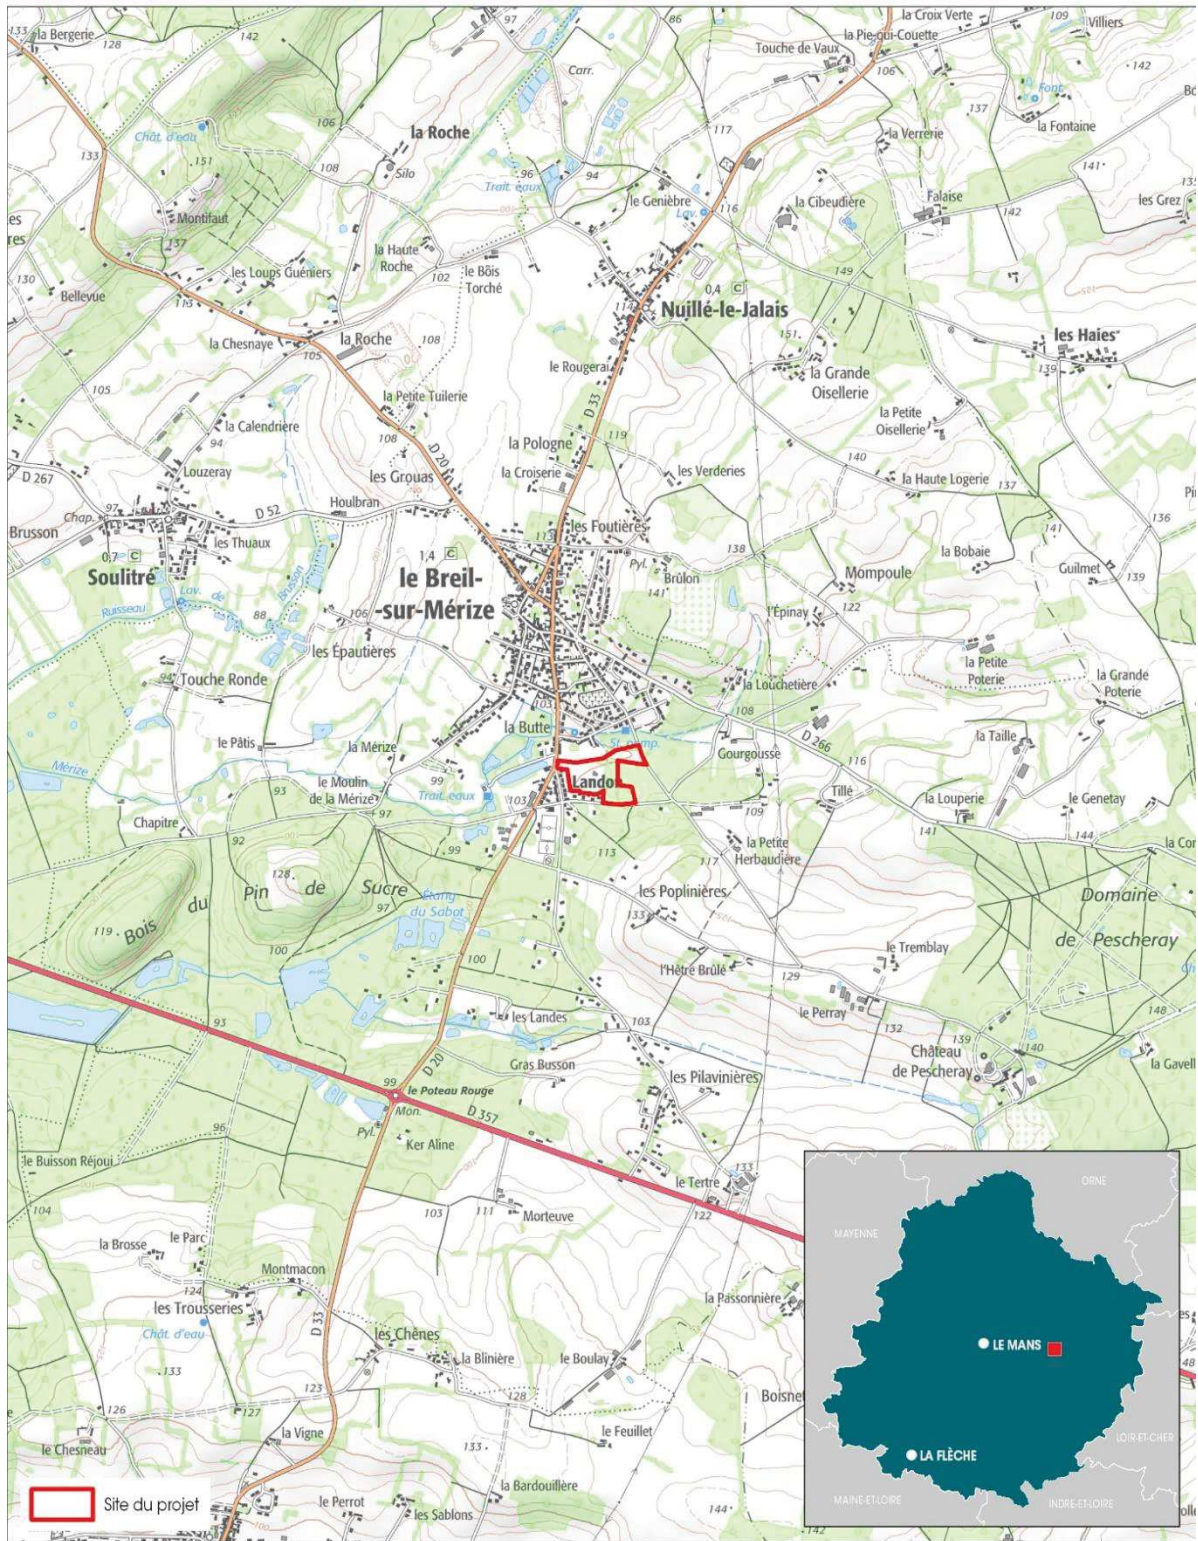 133
la Bergerie
128
142
97
86
la Croix Verte
109
Villiers
la Pie-qui-Couette
Touche de Vaux
106
142
Carr.
Font.
137
la Fontaine
Chât. d'eau
106
la Roche
117
la Verrerie
133
151
108
Silo
Trait. eaux
96
94
le Genièbre
Lav.
116
la Cibeudière
Falaise
141
142
les Grez
Montifaut
137
la Haute
Roche
102
le Bois
Torché
149
130
les Loups Guéniers
0,4 C
114
Nuillé-le-Jalais
Bellevue
113
108
la Chesnaye
105
la Roche
151
les Haies
139
le Rougerai
la Grande
Oisellerie
105
la Petite Tuilerie
108
D 33
la Petite
Oisellerie
la Calendrière
94
D 20
la Pologne
119
les Grouas
la Croiserie
les Verderies
140
la Haute Logerie
137
Louzeray
D 267
Houlbran
D 52
Chap.
97
Brusson
les Thuaux
les Foutières
113
141
136
0,7 C
1,4 C
Pyl.
138
la Bobaie
Soulitré
le Breil-
-sur-Mérize
Brûlon
141
Mompoule
Guilmet
139
Lav.
Ruisseau
de
Brusson
88
106
122
l'Épinay
les Épautières
la Petite
Poterie
Touche Ronde
94
la Louchetière
la Grande
Poterie
103
108
la Butte
St. pomp.
D 266
la Taille
le Pâtis
la Mérize
Gourgousse
Mérize
99
Landon
116
93
le Moulin
de la Mérize
Trait. eaux
103
109
Tillé
la Louperie
le Genetay
97
Chapitre
141
144
92
99
113
la Petite
Herbaudière
117
128
Bois du Pin de Sucre
97
Étang
du Sabot
les Poplinières
133
Domaine
de Pescheray
119
100
100
le Tremblay
l'Hêtre Brûlé
129
les Landes
le Perray
148
93
103
132
139
140
Château
de Pescheray
D 20
Gras Busson
99
le Poteau Rouge
les Pilavinières
Mon.
D 357
96
Pyl.
Ker Aline
le Buisson Réjoui
133
le Tertre
104
103
111
Morteuve
122
la Brosse
le Parc
Montmacon
124
la Passonnière
les Trousseries
Chât. d'eau
D 33
les Chênes
133
la Blinière
le Boulay
128
126
127
123
la Vigne
le Feuillet
133
le Chesneau
la Bardouillère
le Perrot
les Sablons
144
142
Site du projet
ORNE
MAYENNE
LE MANS
LOIR-ET-CHER
LA FLÈCHE
MAINE-ET-LOIRE
INDRE-ET-LOIRE